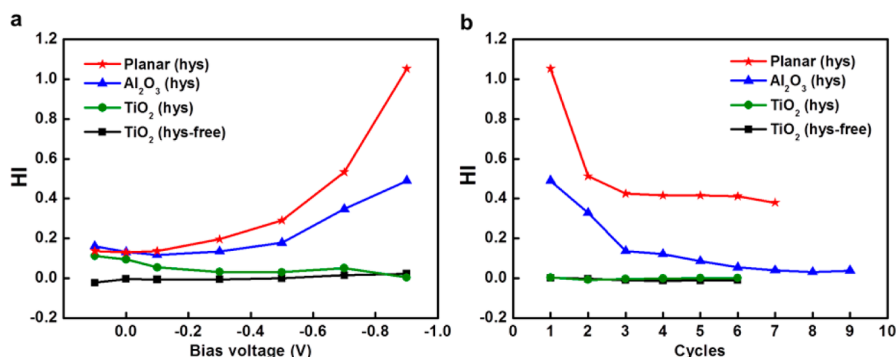 a
1.2
1.0
0.8
0.6
0.4
0.2
0.0
-0.2
HI
Planar (hys)
Al₂O₃ (hys)
TiO₂ (hys)
TiO₂ (hys-free)
0.0 -0.2 -0.4 -0.6 -0.8 -1.0
Bias voltage (V)
b
1.2
1.0
0.8
0.6
0.4
0.2
0.0
-0.2
HI
Planar (hys)
Al₂O₃ (hys)
TiO₂ (hys)
TiO₂ (hys-free)
0 1 2 3 4 5 6 7 8 9 10
Cycles